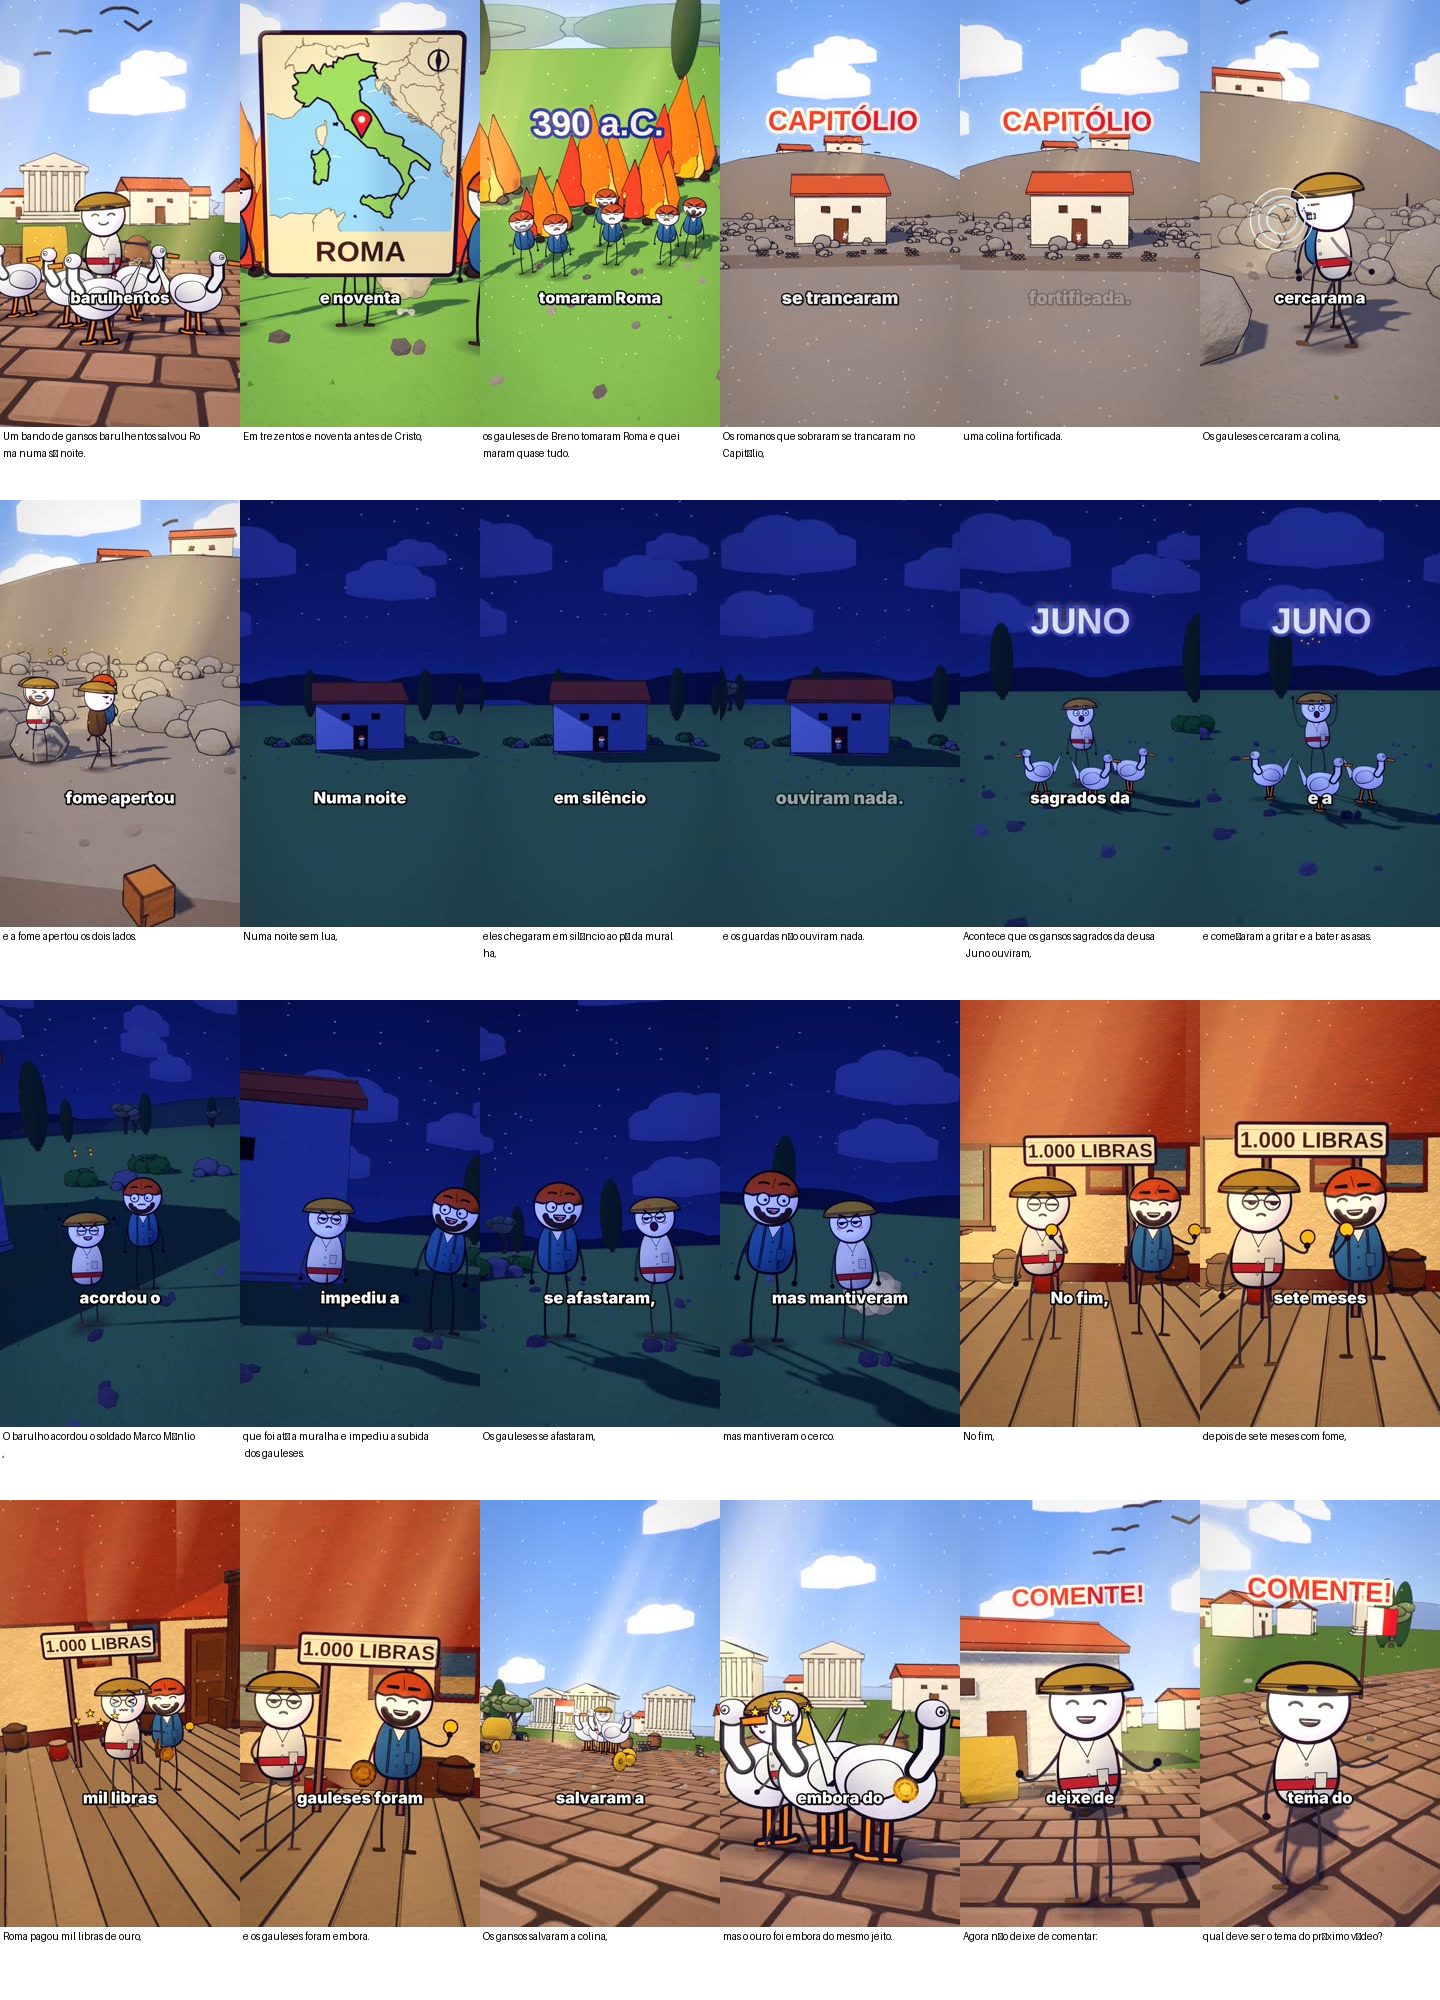 barulhentos
ROMA
e noventa
390 a.C.
tomaram Roma
CAPITÓLIO
se trancaram
CAPITÓLIO
fortificada.
cercaram a
Um bando de gansos barulhentos salvou Ro
ma numa s noite.
Em trezentos e noventa antes de Cristo,
os gauleses de Breno tomaram Roma e quei
maram quase tudo.
Os romanos que sobraram se trancaram no
Capit lio,
uma colina fortificada.
Os gauleses cercaram a colina,
fome apertou
Numa noite
em silêncio
ouviram nada.
JUNO
sagrados da
JUNO
e a
e a fome apertou os dois lados.
Numa noite sem lua,
eles chegaram em sil ncio ao p da mural
ha,
e os guardas n o ouviram nada.
Acontece que os gansos sagrados da deusa
Juno ouviram,
e come aram a gritar e a bater as asas.
acordou o
impediu a
se afastaram,
mas mantiveram
1.000 LIBRAS
No fim,
1.000 LIBRAS
sete meses
O barulho acordou o soldado Marco M nlio
,
que foi at a muralha e impediu a subida
dos gauleses.
Os gauleses se afastaram,
mas mantiveram o cerco.
No fim,
depois de sete meses com fome,
1.000 LIBRAS
mil libras
1.000 LIBRAS
gauleses foram
salvaram a
embora do
COMENTE!
deixe de
COMENTE!
tema do
Roma pagou mil libras de ouro,
e os gauleses foram embora.
Os gansos salvaram a colina,
mas o ouro foi embora do mesmo jeito.
Agora n o deixe de comentar:
qual deve ser o tema do pr ximo v deo?